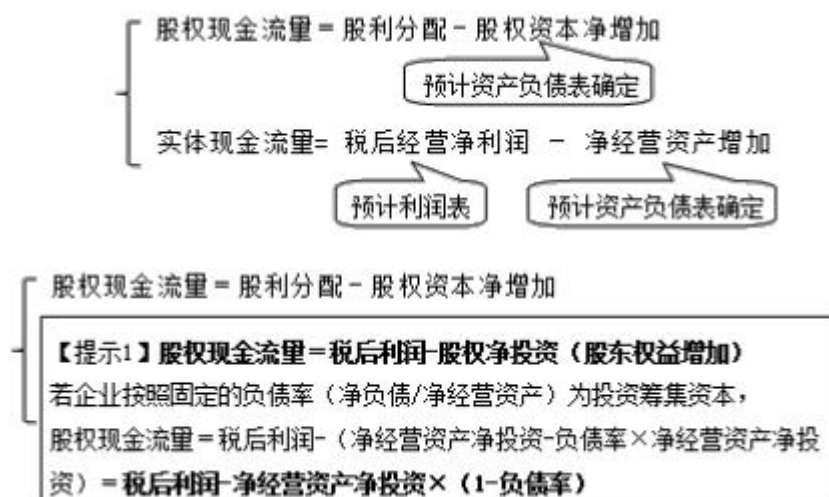 股权现金流量=股利分配-股权资本净增加
预计资产负债表确定
实体现金流量= 税后经营净利润 - 净经营资产增加
预计利润表 预计资产负债表确定
股权现金流量=股利分配-股权资本净增加
【提示1】股权现金流量=税后利润-股权净投资（股东权益增加）
若企业按照固定的负债率（净负债/净经营资产）为投资筹集资本，
股权现金流量=税后利润-（净经营资产净投资-负债率×净经营资产净投
资）=税后利润-净经营资产净投资×（1-负债率）